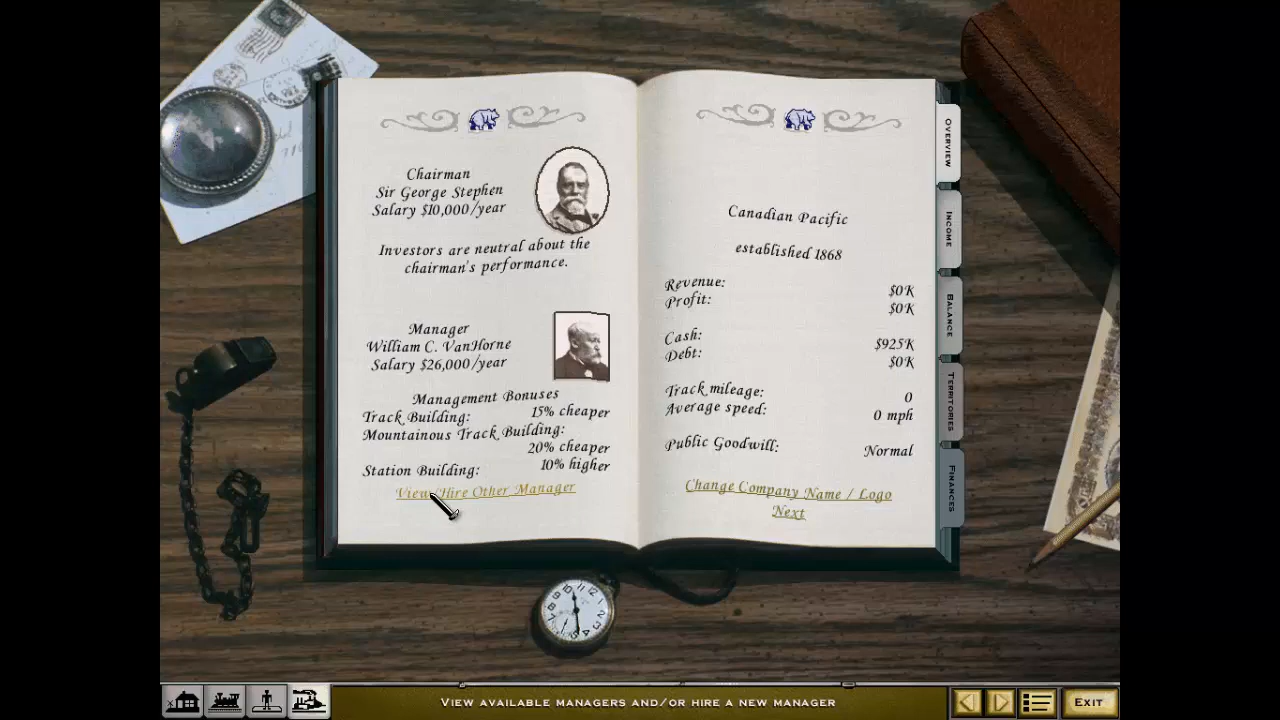 Chairman
Sir George Stephen
Salary $10,000/year
Investors are neutral about the
chairman's performance.
Manager
William C. VanHorne
Salary $26,000/year
Management Bonuses
Track Building: 15% cheaper
Mountainous Track Building:
20% cheaper
Station Building: 10% higher
View/Hire Other Manager
Canadian Pacific
established 1868
Revenue: $0K
Profit: $0K
Cash: $925K
Debt: $0K
Track mileage: 0
Average speed: 0 mph
Public Goodwill: Normal
Change Company Name / Logo
Next
OVERVIEW
INCOME
BALANCE
TERRITORIES
FINANCES
VIEW AVAILABLE MANAGERS AND/OR HIRE A NEW MANAGER
EXIT